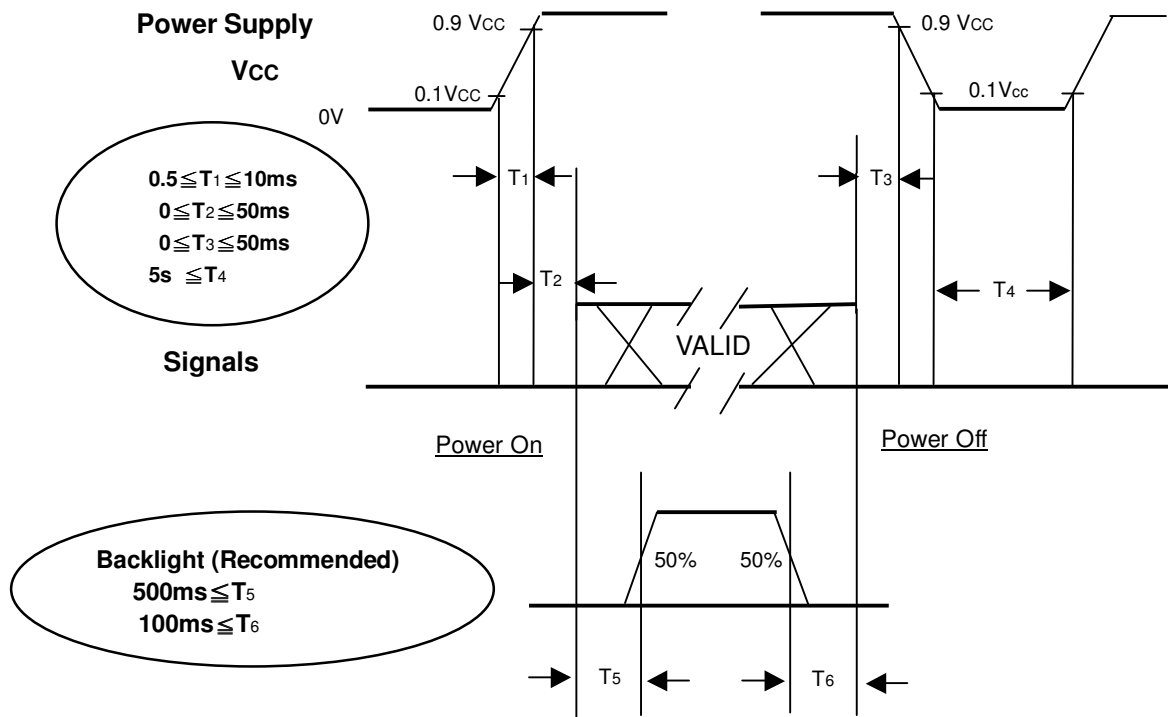 Power Supply
VCC
0.9 VCC
0.1VCC
0V
0.9 VCC
0.1Vcc
0.5≦T1≦10ms
0≦T2≦50ms
0≦T3≦50ms
5s ≦T4
T1
T2
T3
T4
Signals
VALID
Power On
Power Off
Backlight (Recommended)
500ms≦T5
100ms≦T6
50%
50%
T5
T6